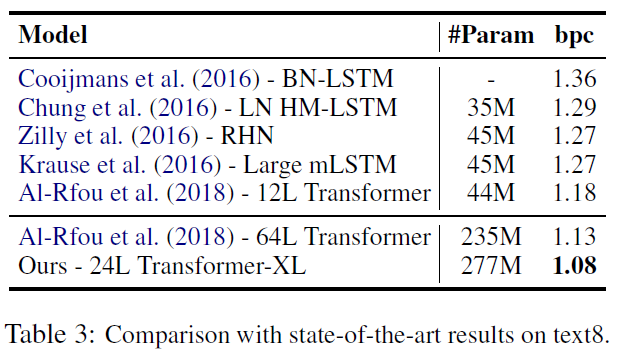 Model #Param bpc
Cooijmans et al. (2016) - BN-LSTM - 1.36
Chung et al. (2016) - LN HM-LSTM 35M 1.29
Zilly et al. (2016) - RHN 45M 1.27
Krause et al. (2016) - Large mLSTM 45M 1.27
Al-Rfou et al. (2018) - 12L Transformer 44M 1.18
Al-Rfou et al. (2018) - 64L Transformer 235M 1.13
Ours - 24L Transformer-XL 277M 1.08
Table 3: Comparison with state-of-the-art results on text8.